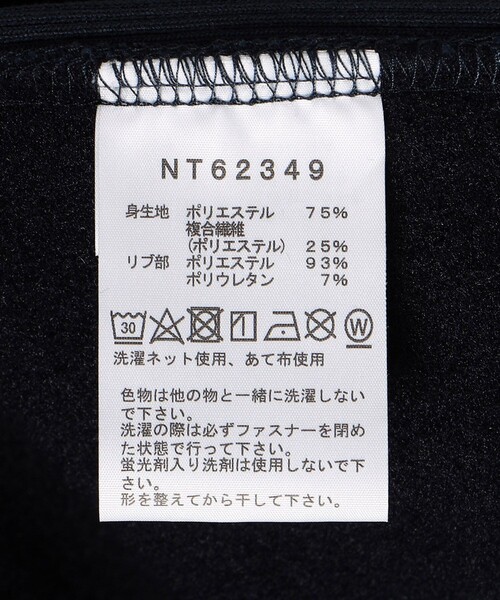 NT62349
身生地 ポリエステル 75%
複合繊維
(ポリエステル) 25%
リブ部 ポリエステル 93%
ポリウレタン 7%
30 W
洗濯ネット使用、あて布使用
色物は他の物と一緒に洗濯しない
で下さい。
洗濯の際は必ずファスナーを閉め
た状態で行って下さい。
蛍光剤入り洗剤は使用しないで下
さい。
形を整えてから干して下さい。